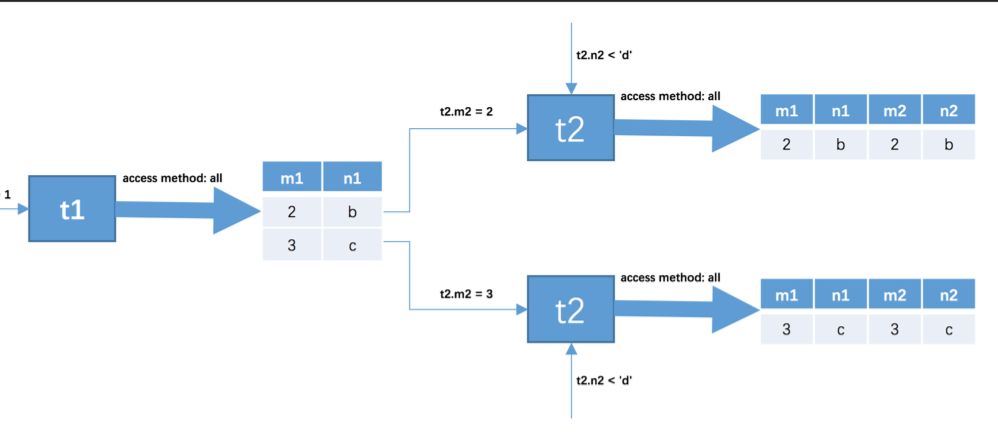 t2.n2 < 'd'
access method: all
t2.m2 = 2
t2
m1 n1 m2 n2
2 b 2 b
access method: all
1
t1
m1 n1
2 b
3 c
access method: all
t2.m2 = 3
t2
m1 n1 m2 n2
3 c 3 c
t2.n2 < 'd'